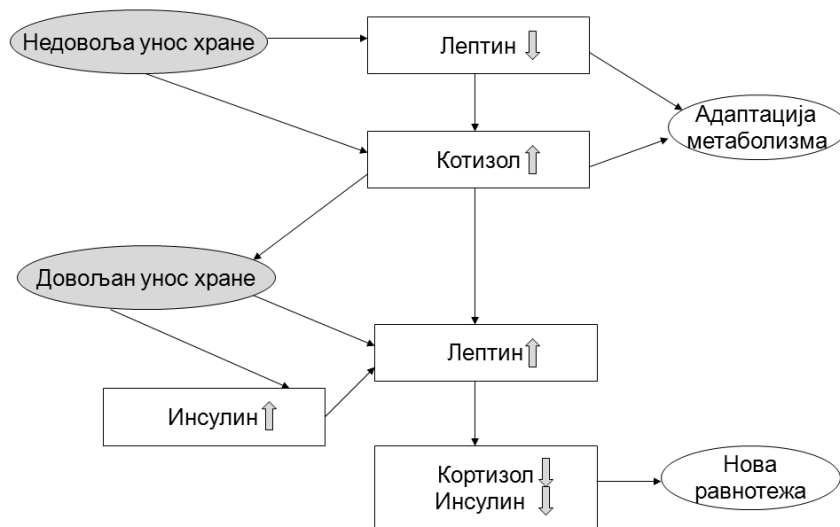 Недовоља унос хране
Лептин
Адаптација
метаболизма
Котизол
Довољан унос хране
Лептин
Инсулин
Кортизол
Инсулин
Нова
равнотежа